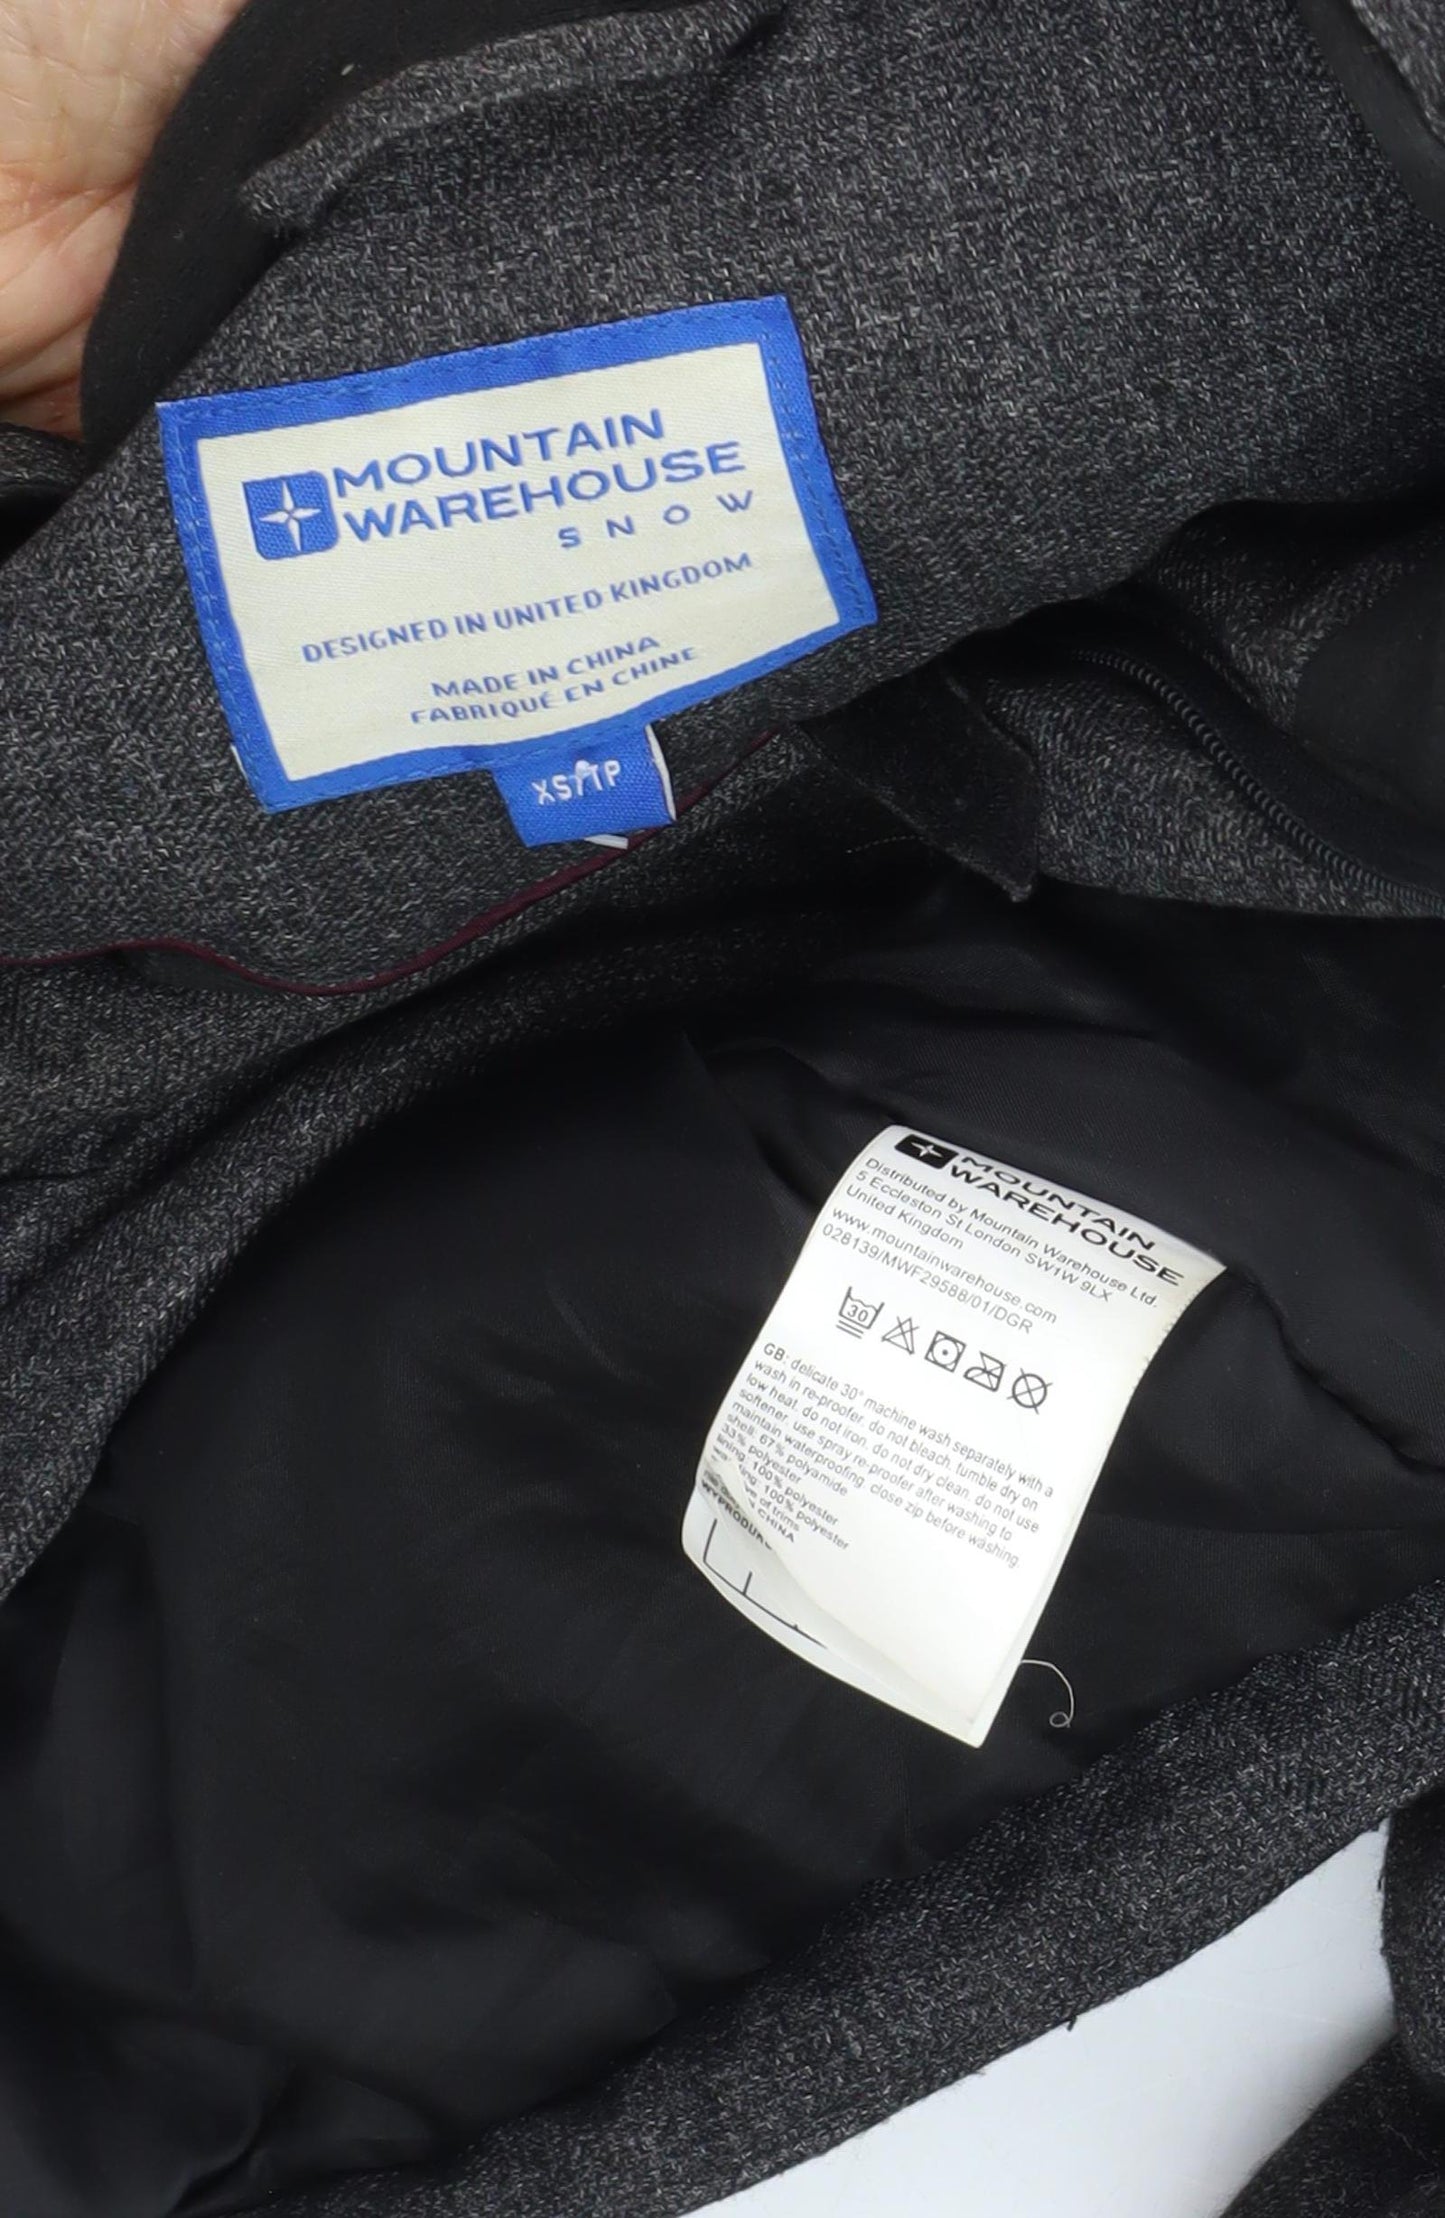 MOUNTAIN
WAREHOUSE
SNOW
DESIGNED IN UNITED KINGDOM
MADE IN CHINA
FABRIQUÉ EN CHINE
XS/TP
MOUNTAIN
WAREHOUSE
Distributed by Mountain Warehouse Ltd.
5 Eccleston St London SW1W 9LX
United Kingdom
www.mountainwarehouse.com
028139/MWF29588/01/DGR
30
GB: delicate 30° machine wash separately with a
wash in re-proofer. do not bleach. tumble dry on
low heat. do not iron. do not dry clean. do not use
softener. use spray re-proofer after washing to
maintain waterproofing. close zip before washing.
shell: 67% polyamide
33% polyester
lining: 100% polyester
100% polyester
of trims
CHINA